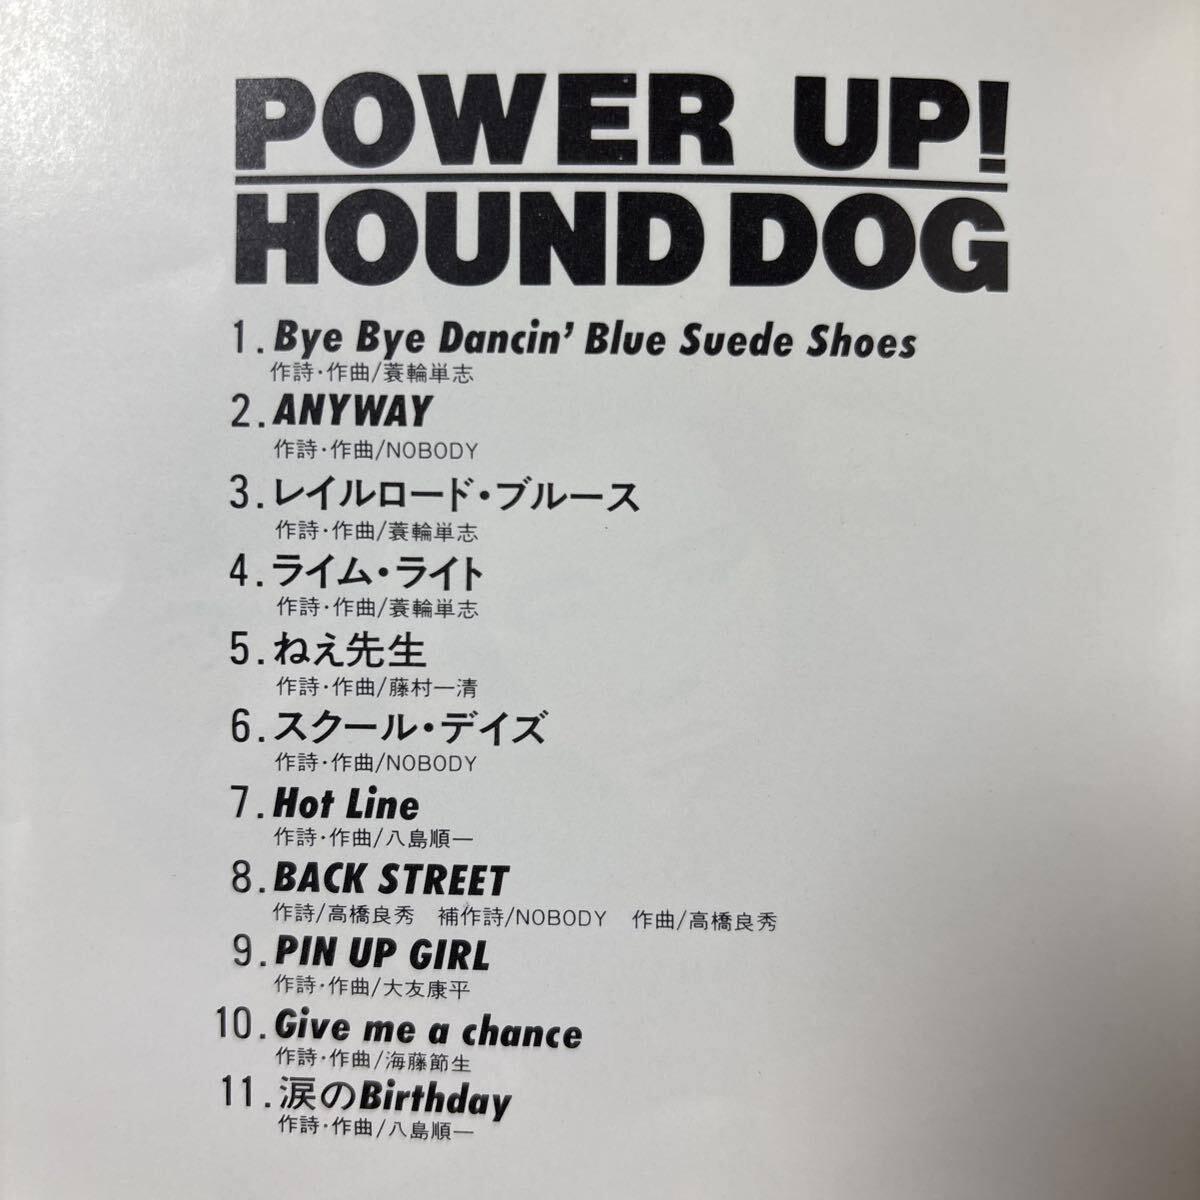 POWER UP!
HOUND DOG
1. Bye Bye Dancin' Blue Suede Shoes
作詩・作曲/蓑輪単志
2. ANYWAY
作詩・作曲/NOBODY
3. レイルロード・ブルース
作詩・作曲/蓑輪単志
4. ライム・ライト
作詩・作曲/蓑輪単志
5. ねえ先生
作詩・作曲/藤村一清
6. スクール・デイズ
作詩・作曲/NOBODY
7. Hot Line
作詩・作曲/八島順一
8. BACK STREET
作詩/高橋良秀 補作詩/NOBODY 作曲/高橋良秀
9. PIN UP GIRL
作詩・作曲/大友康平
10. Give me a chance
作詩・作曲/海藤節生
11. 涙のBirthday
作詩・作曲/八島順一